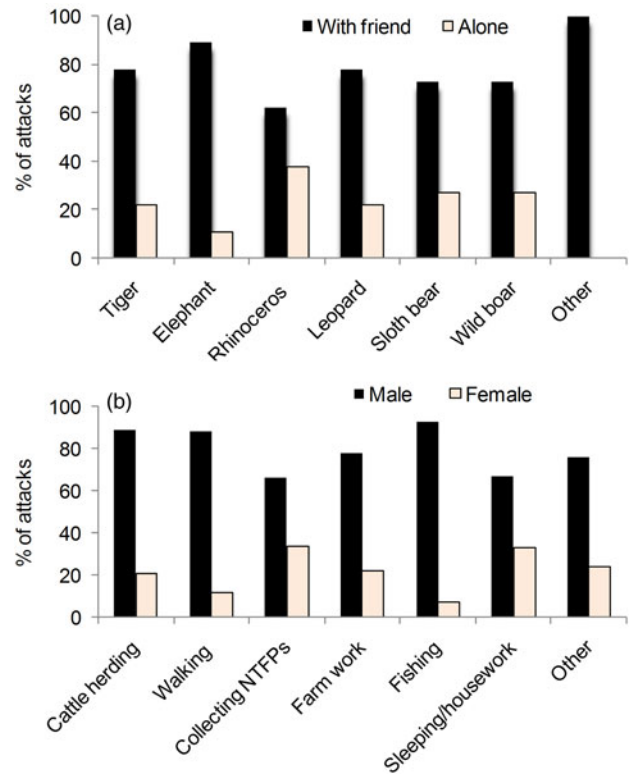 (a)
With friend
Alone
% of attacks
100
80
60
40
20
0
Tiger
Elephant
Rhinoceros
Leopard
Sloth bear
Wild boar
Other
(b)
Male
Female
% of attacks
100
80
60
40
20
0
Cattle herding
Walking
Collecting NTFPs
Farm work
Fishing
Sleeping/housework
Other